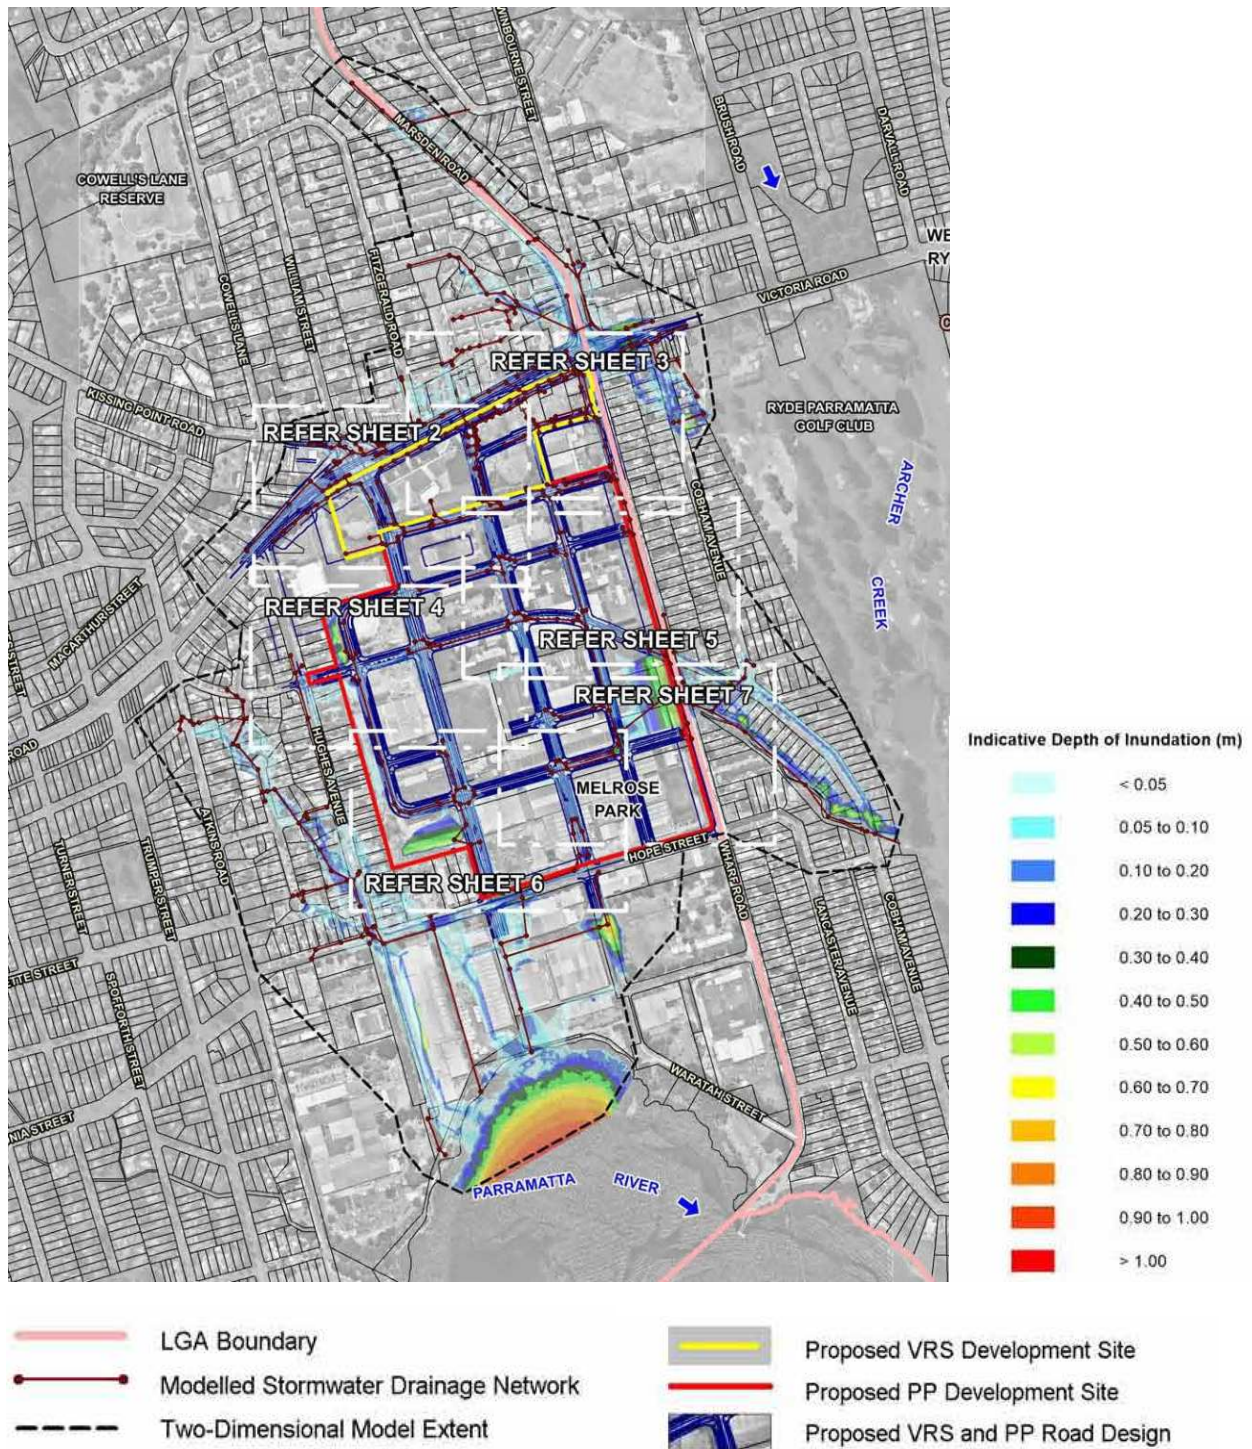 WINBOURNE STREET
MARSDEN ROAD
BRUSH ROAD
DARVALL ROAD
COWELL'S LANE
RESERVE
WE
RY
VICTORIA ROAD
COWELLS LANE
WILLIAM STREET
FITZGERALD ROAD
REFER SHEET 3
KISSING POINT ROAD
REFER SHEET 2
RYDE PARRAMATTA
GOLF CLUB
ARCHER
CREEK
COBHAM AVENUE
MACARTHUR STREET
STREET
REFER SHEET 4
REFER SHEET 5
REFER SHEET 7
ROAD
HUGHES AVENUE
MELROSE
PARK
HOPE STREET
WHARF ROAD
ATKINS ROAD
TRUMPER STREET
TURNER STREET
REFER SHEET 6
LANCASTER AVENUE
COBHAM AVENUE
ETTE STREET
SPOFFORTH STREET
NIA STREET
WARATAH STREET
PARRAMATTA
RIVER
Indicative Depth of Inundation (m)
< 0.05
0.05 to 0.10
0.10 to 0.20
0.20 to 0.30
0.30 to 0.40
0.40 to 0.50
0.50 to 0.60
0.60 to 0.70
0.70 to 0.80
0.80 to 0.90
0.90 to 1.00
> 1.00
LGA Boundary
Modelled Stormwater Drainage Network
Two-Dimensional Model Extent
Proposed VRS Development Site
Proposed PP Development Site
Proposed VRS and PP Road Design